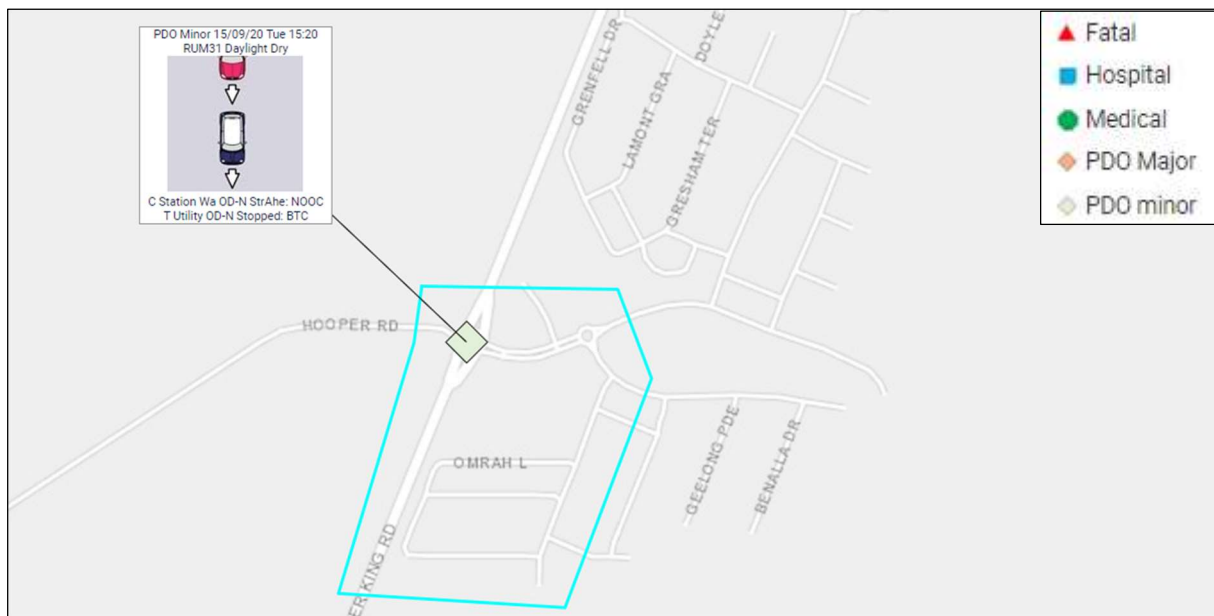 PDO Minor 15/09/20 Tue 15:20
RUM31 Daylight Dry
C Station Wa OD-N StrAhe: NOOC
T Utility OD-N Stopped: BTC
Fatal
Hospital
Medical
PDO Major
PDO minor
GRENFELL DR
DOYLE
LAMONT GRA
GRESHAM TER
HOOPER RD
OMRAH L
GEELONG PDE
BENALLA DR
ER KING RD